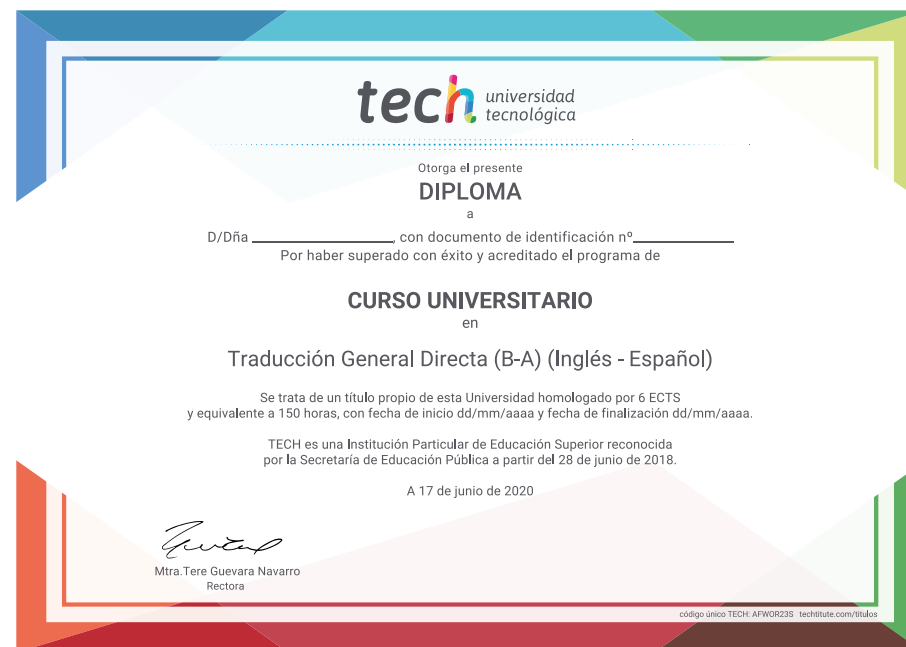 tech universidad
tecnológica
Otorga el presente
DIPLOMA
a
D/Dña ____________________, con documento de identificación nº______________
Por haber superado con éxito y acreditado el programa de
CURSO UNIVERSITARIO
en
Traducción General Directa (B-A) (Inglés - Español)
Se trata de un título propio de esta Universidad homologado por 6 ECTS
y equivalente a 150 horas, con fecha de inicio dd/mm/aaaa y fecha de finalización dd/mm/aaaa.
TECH es una Institución Particular de Educación Superior reconocida
por la Secretaría de Educación Pública a partir del 28 de junio de 2018.
A 17 de junio de 2020
Mtra.Tere Guevara Navarro
Rectora
código único TECH: AFWOR23S techtitute.com/titulos